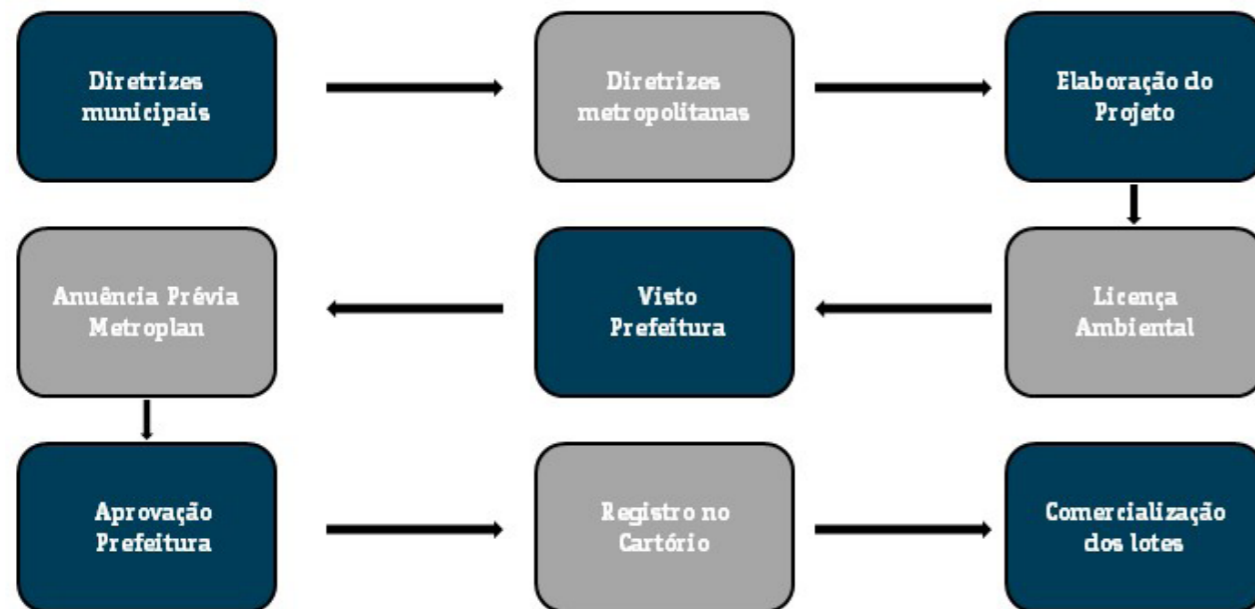 Diretrizes
municipais
Diretrizes
metropolitanas
Elaboração do
Projeto
Licença
Ambiental
Visto
Prefeitura
Anuência Prévia
Metroplan
Aprovação
Prefeitura
Registro no
Cartório
Comercialização
dos lotes